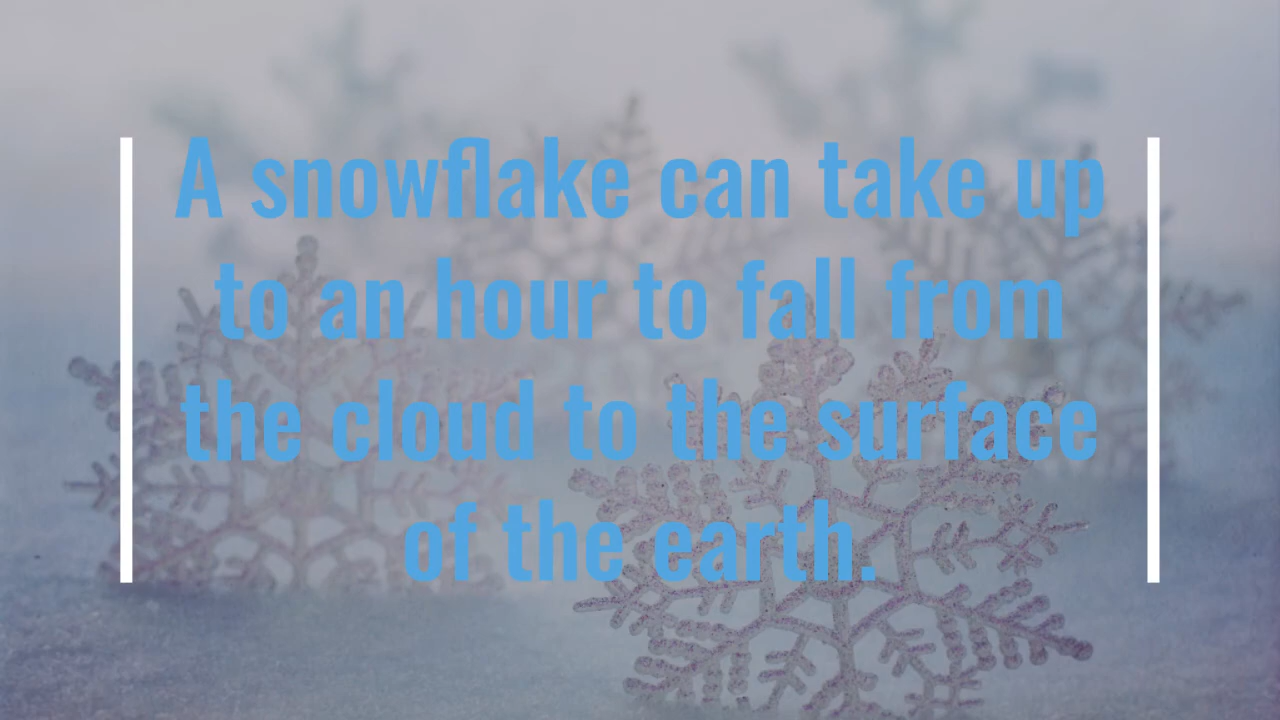 A snowflake can take up
to an hour to fall from
the cloud to the surface
of the earth.